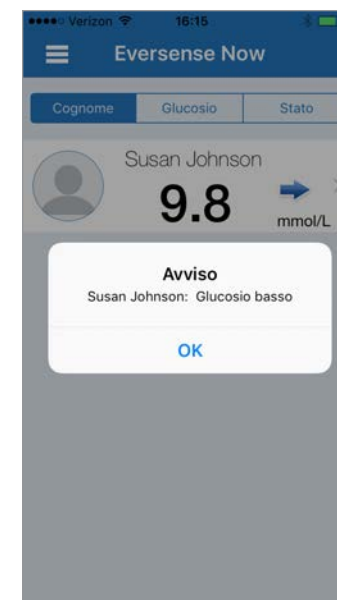 Verizon 16:15
Eversense Now
Cognome Glucosio Stato
Susan Johnson
9.8
mmol/L
Avviso
Susan Johnson: Glucosio basso
OK